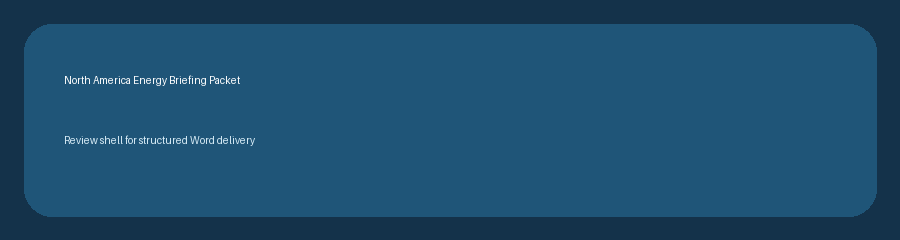 North America Energy Briefing Packet
Review shell for structured Word delivery